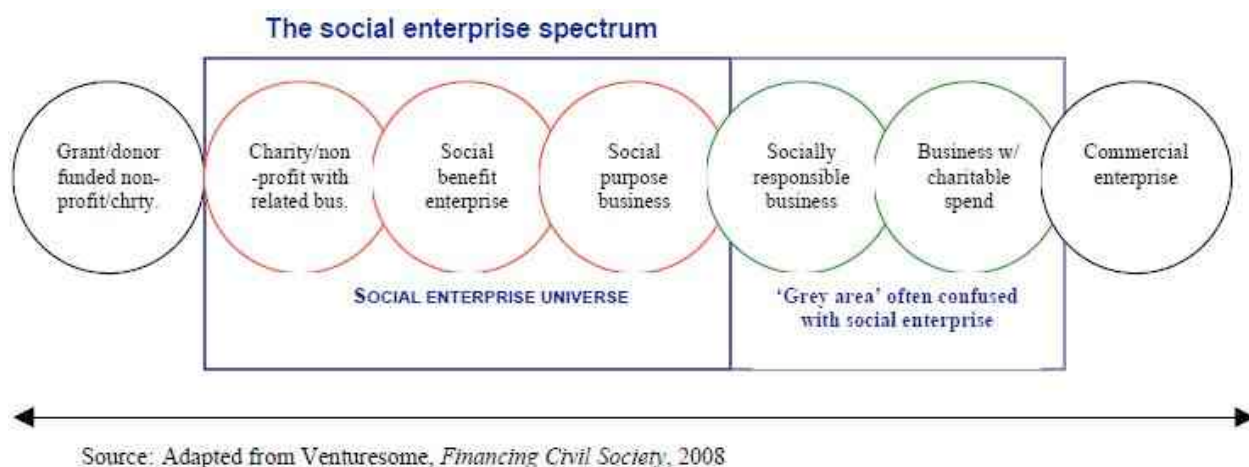 The social enterprise spectrum
Grant/donor
funded non-
profit/chrty.
Charity/non
-profit with
related bus.
Social
benefit
enterprise
Social
purpose
business
Socially
responsible
business
Business w/
charitable
spend
Commercial
enterprise
SOCIAL ENTERPRISE UNIVERSE
‘Grey area’ often confused
with social enterprise
Source: Adapted from Venturesome, Financing Civil Society, 2008